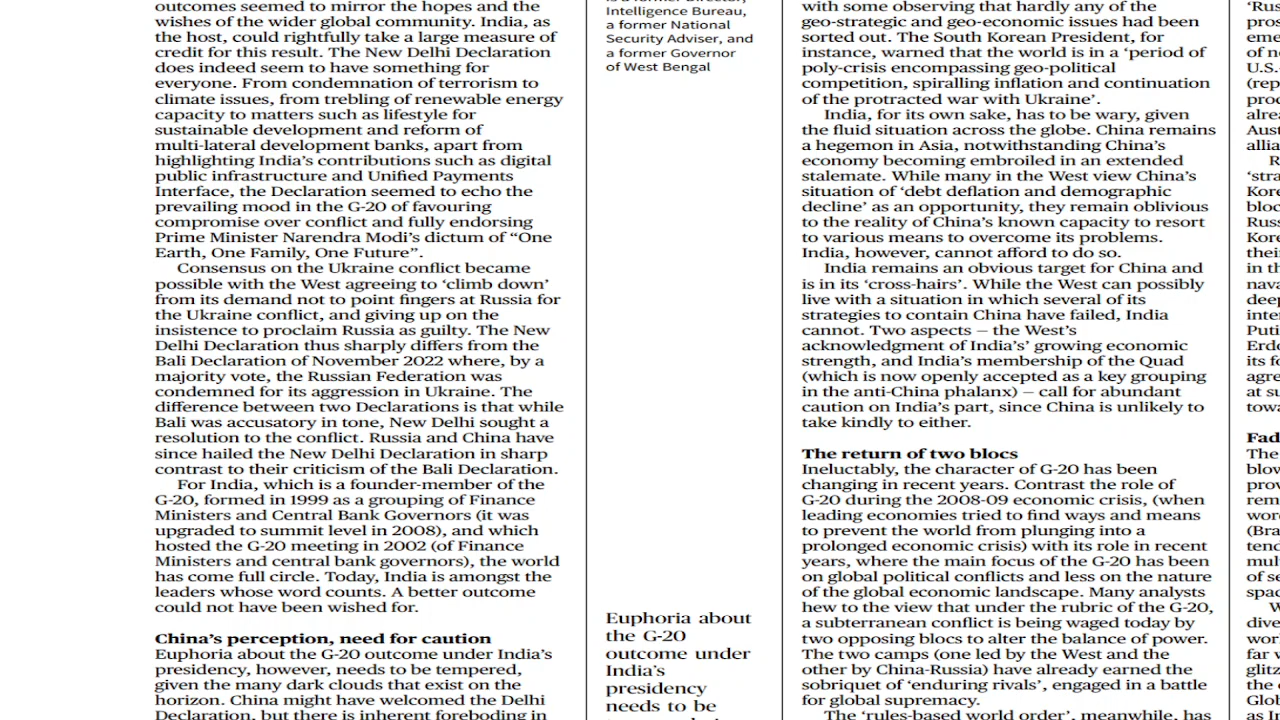 outcomes seemed to mirror the hopes and the
wishes of the wider global community. India, as
the host, could rightfully take a large measure of
credit for this result. The New Delhi Declaration
does indeed seem to have something for
everyone. From condemnation of terrorism to
climate issues, from trebling of renewable energy
capacity to matters such as lifestyle for
sustainable development and reform of
multi-lateral development banks, apart from
highlighting India’s contributions such as digital
public infrastructure and Unified Payments
Interface, the Declaration seemed to echo the
prevailing mood in the G-20 of favouring
compromise over conflict and fully endorsing
Prime Minister Narendra Modi’s dictum of “One
Earth, One Family, One Future”.
Consensus on the Ukraine conflict became
possible with the West agreeing to ‘climb down’
from its demand not to point fingers at Russia for
the Ukraine conflict, and giving up on the
insistence to proclaim Russia as guilty. The New
Delhi Declaration thus sharply differs from the
Bali Declaration of November 2022 where, by a
majority vote, the Russian Federation was
condemned for its aggression in Ukraine. The
difference between two Declarations is that while
Bali was accusatory in tone, New Delhi sought a
resolution to the conflict. Russia and China have
since hailed the New Delhi Declaration in sharp
contrast to their criticism of the Bali Declaration.
For India, which is a founder-member of the
G-20, formed in 1999 as a grouping of Finance
Ministers and Central Bank Governors (it was
upgraded to summit level in 2008), and which
hosted the G-20 meeting in 2002 (of Finance
Ministers and central bank governors), the world
has come full circle. Today, India is amongst the
leaders whose word counts. A better outcome
could not have been wished for.
China’s perception, need for caution
Euphoria about the G-20 outcome under India’s
presidency, however, needs to be tempered,
given the many dark clouds that exist on the
horizon. China might have welcomed the Delhi
Declaration, but there is inherent foreboding in
Intelligence Bureau,
a former National
Security Adviser, and
a former Governor
of West Bengal
Euphoria about
the G-20
outcome under
India’s
presidency
needs to be
with some observing that hardly any of the
geo-strategic and geo-economic issues had been
sorted out. The South Korean President, for
instance, warned that the world is in a ‘period of
poly-crisis encompassing geo-political
competition, spiralling inflation and continuation
of the protracted war with Ukraine’.
India, for its own sake, has to be wary, given
the fluid situation across the globe. China remains
a hegemon in Asia, notwithstanding China’s
economy becoming embroiled in an extended
stalemate. While many in the West view China’s
situation of ‘debt deflation and demographic
decline’ as an opportunity, they remain oblivious
to the reality of China’s known capacity to resort
to various means to overcome its problems.
India, however, cannot afford to do so.
India remains an obvious target for China and
is in its ‘cross-hairs’. While the West can possibly
live with a situation in which several of its
strategies to contain China have failed, India
cannot. Two aspects — the West’s
acknowledgment of India’s’ growing economic
strength, and India’s membership of the Quad
(which is now openly accepted as a key grouping
in the anti-China phalanx) — call for abundant
caution on India’s part, since China is unlikely to
take kindly to either.
The return of two blocs
Ineluctably, the character of G-20 has been
changing in recent years. Contrast the role of
G-20 during the 2008-09 economic crisis, (when
leading economies tried to find ways and means
to prevent the world from plunging into a
prolonged economic crisis) with its role in recent
years, where the main focus of the G-20 has been
on global political conflicts and less on the nature
of the global economic landscape. Many analysts
hew to the view that under the rubric of the G-20,
a subterranean conflict is being waged today by
two opposing blocs to alter the balance of power.
The two camps (one led by the West and the
other by China-Russia) have already earned the
sobriquet of ‘enduring rivals’, engaged in a battle
for global supremacy.
The ‘rules-based world order’, meanwhile, has